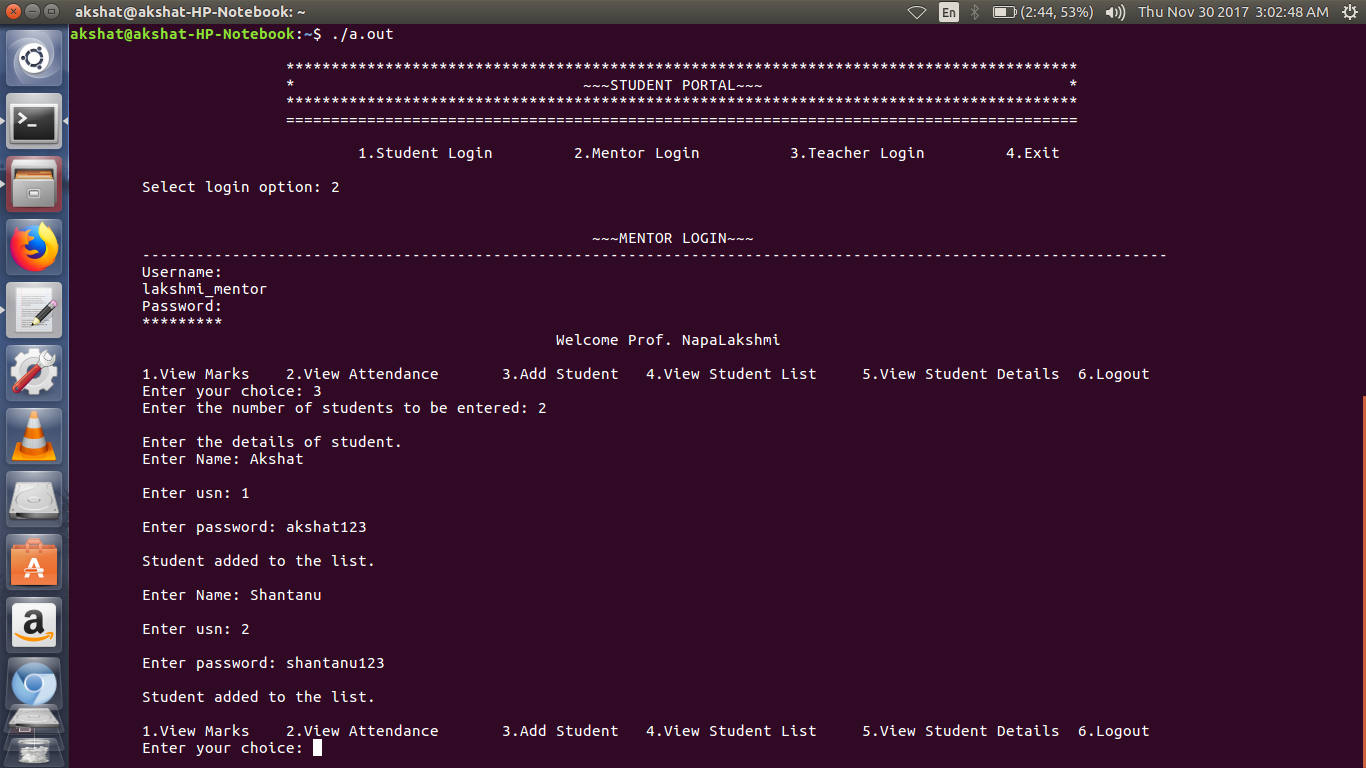 akshat@akshat-HP-Notebook: ~
En
(2:44, 53%)
Thu Nov 30 2017 3:02:48 AM
akshat@akshat-HP-Notebook:~$ ./a.out
****************************************************************************************
* ~~~STUDENT PORTAL~~~ *
****************************************************************************************
========================================================================================
1.Student Login 2.Mentor Login 3.Teacher Login 4.Exit
Select login option: 2
~~~MENTOR LOGIN~~~
------------------------------------------------------------------------------------------------------------------
Username:
lakshmi_mentor
Password:
*********
Welcome Prof. NapaLakshmi
1.View Marks 2.View Attendance 3.Add Student 4.View Student List 5.View Student Details 6.Logout
Enter your choice: 3
Enter the number of students to be entered: 2
Enter the details of student.
Enter Name: Akshat
Enter usn: 1
Enter password: akshat123
Student added to the list.
Enter Name: Shantanu
Enter usn: 2
Enter password: shantanu123
Student added to the list.
1.View Marks 2.View Attendance 3.Add Student 4.View Student List 5.View Student Details 6.Logout
Enter your choice: